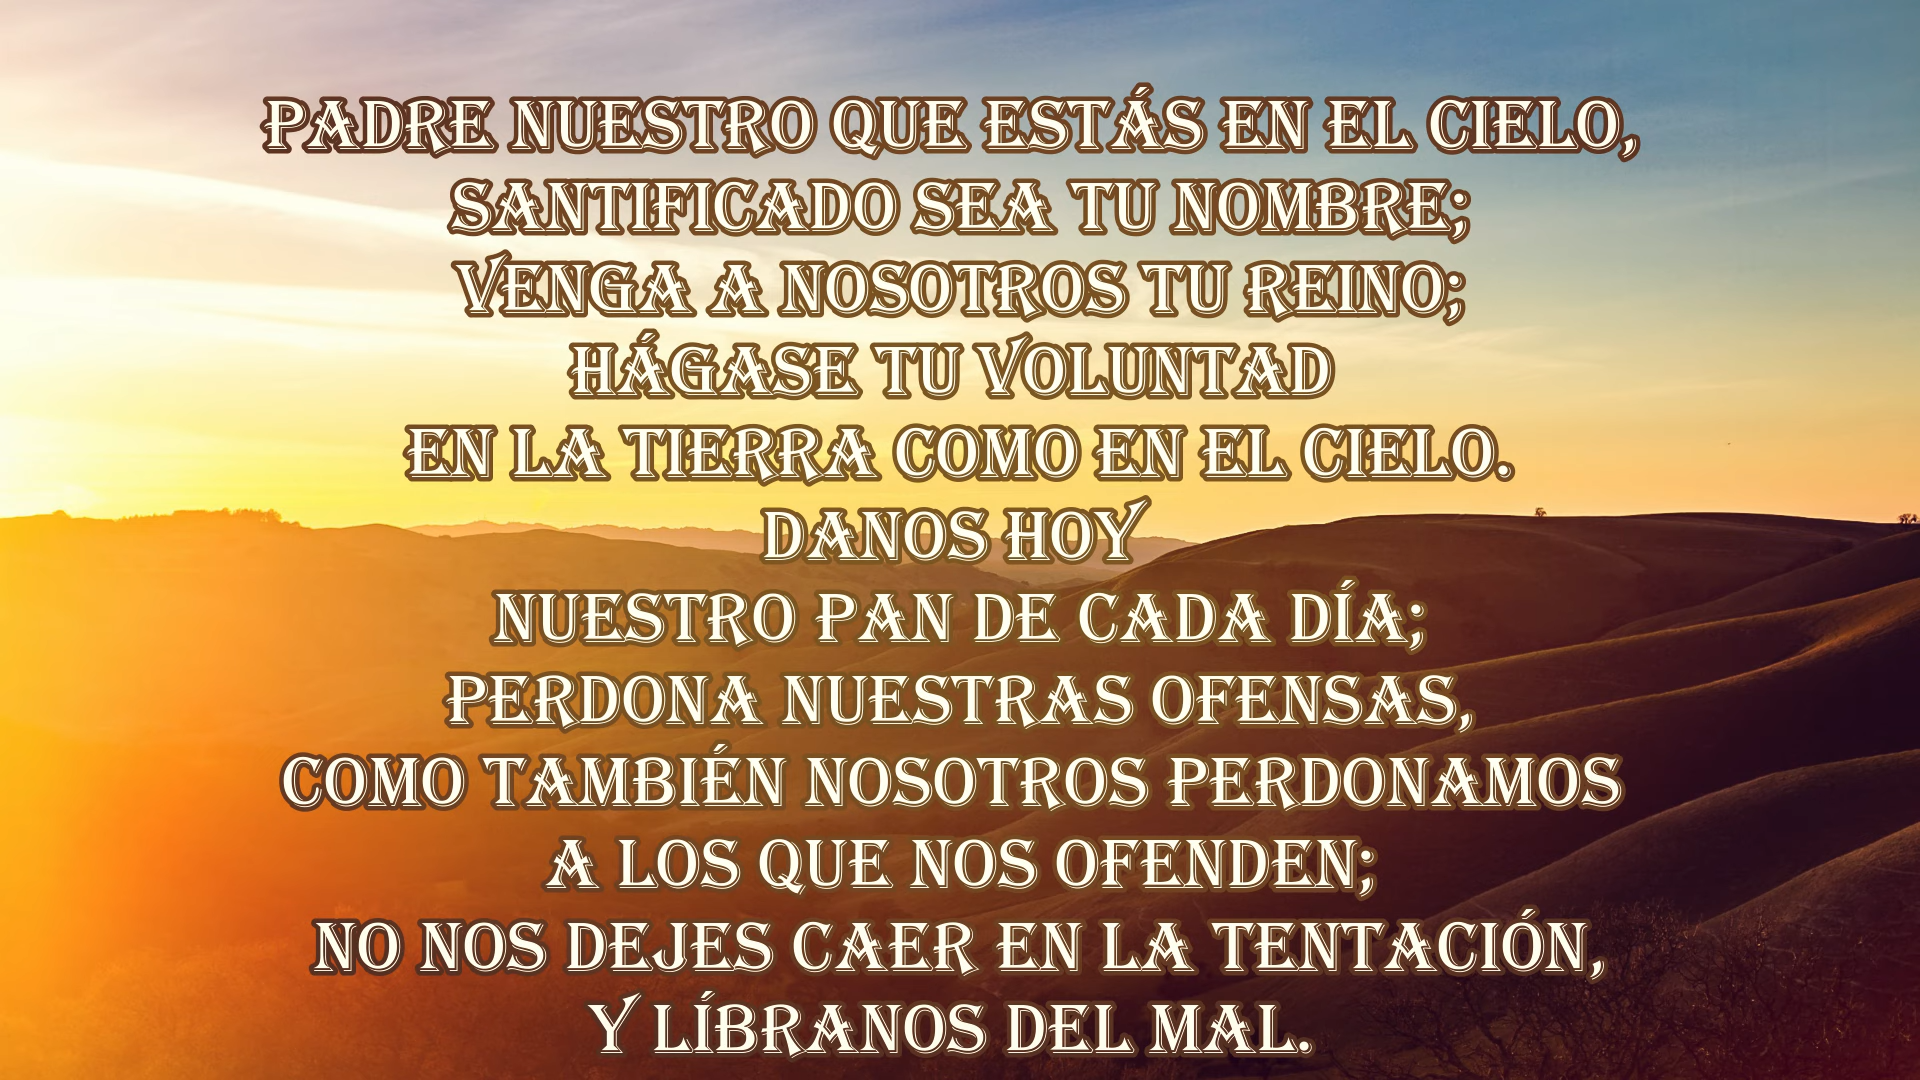 PADRE NUESTRO QUE ESTÁS EN EL CIELO,
SANTIFICADO SEA TU NOMBRE;
VENGA A NOSOTROS TU REINO;
HÁGASE TU VOLUNTAD
EN LA TIERRA COMO EN EL CIELO.
DANOS HOY
NUESTRO PAN DE CADA DÍA;
PERDONA NUESTRAS OFENSAS,
COMO TAMBIÉN NOSOTROS PERDONAMOS
A LOS QUE NOS OFENDEN;
NO NOS DEJES CAER EN LA TENTACIÓN,
Y LÍBRANOS DEL MAL.